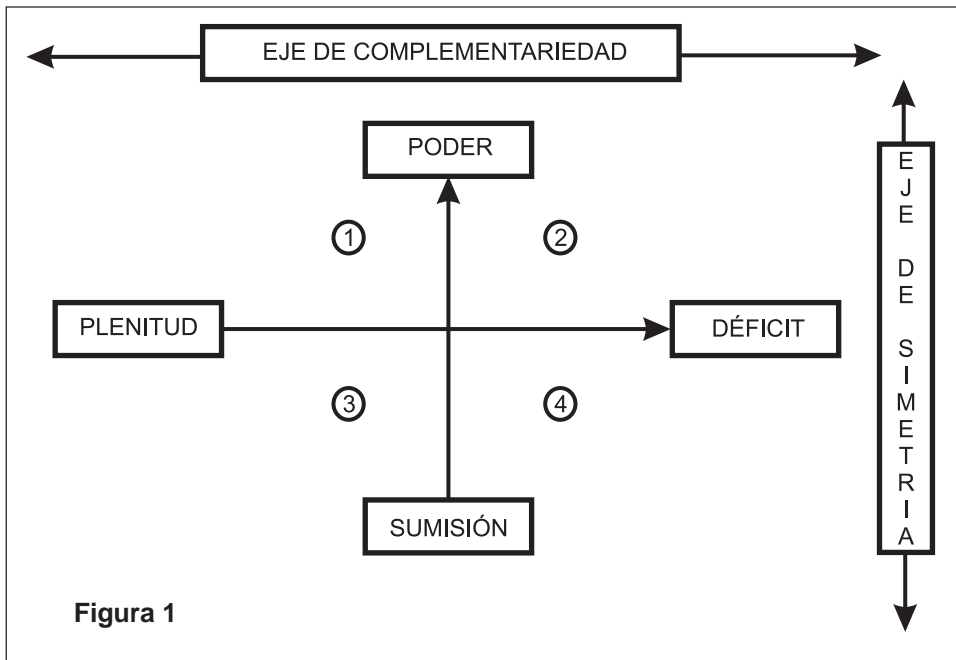 EJE DE COMPLEMENTARIEDAD
PODER
1
2
PLENITUD
DÉFICIT
3
4
SUMISIÓN
EJE DE SIMETRIA
Figura 1